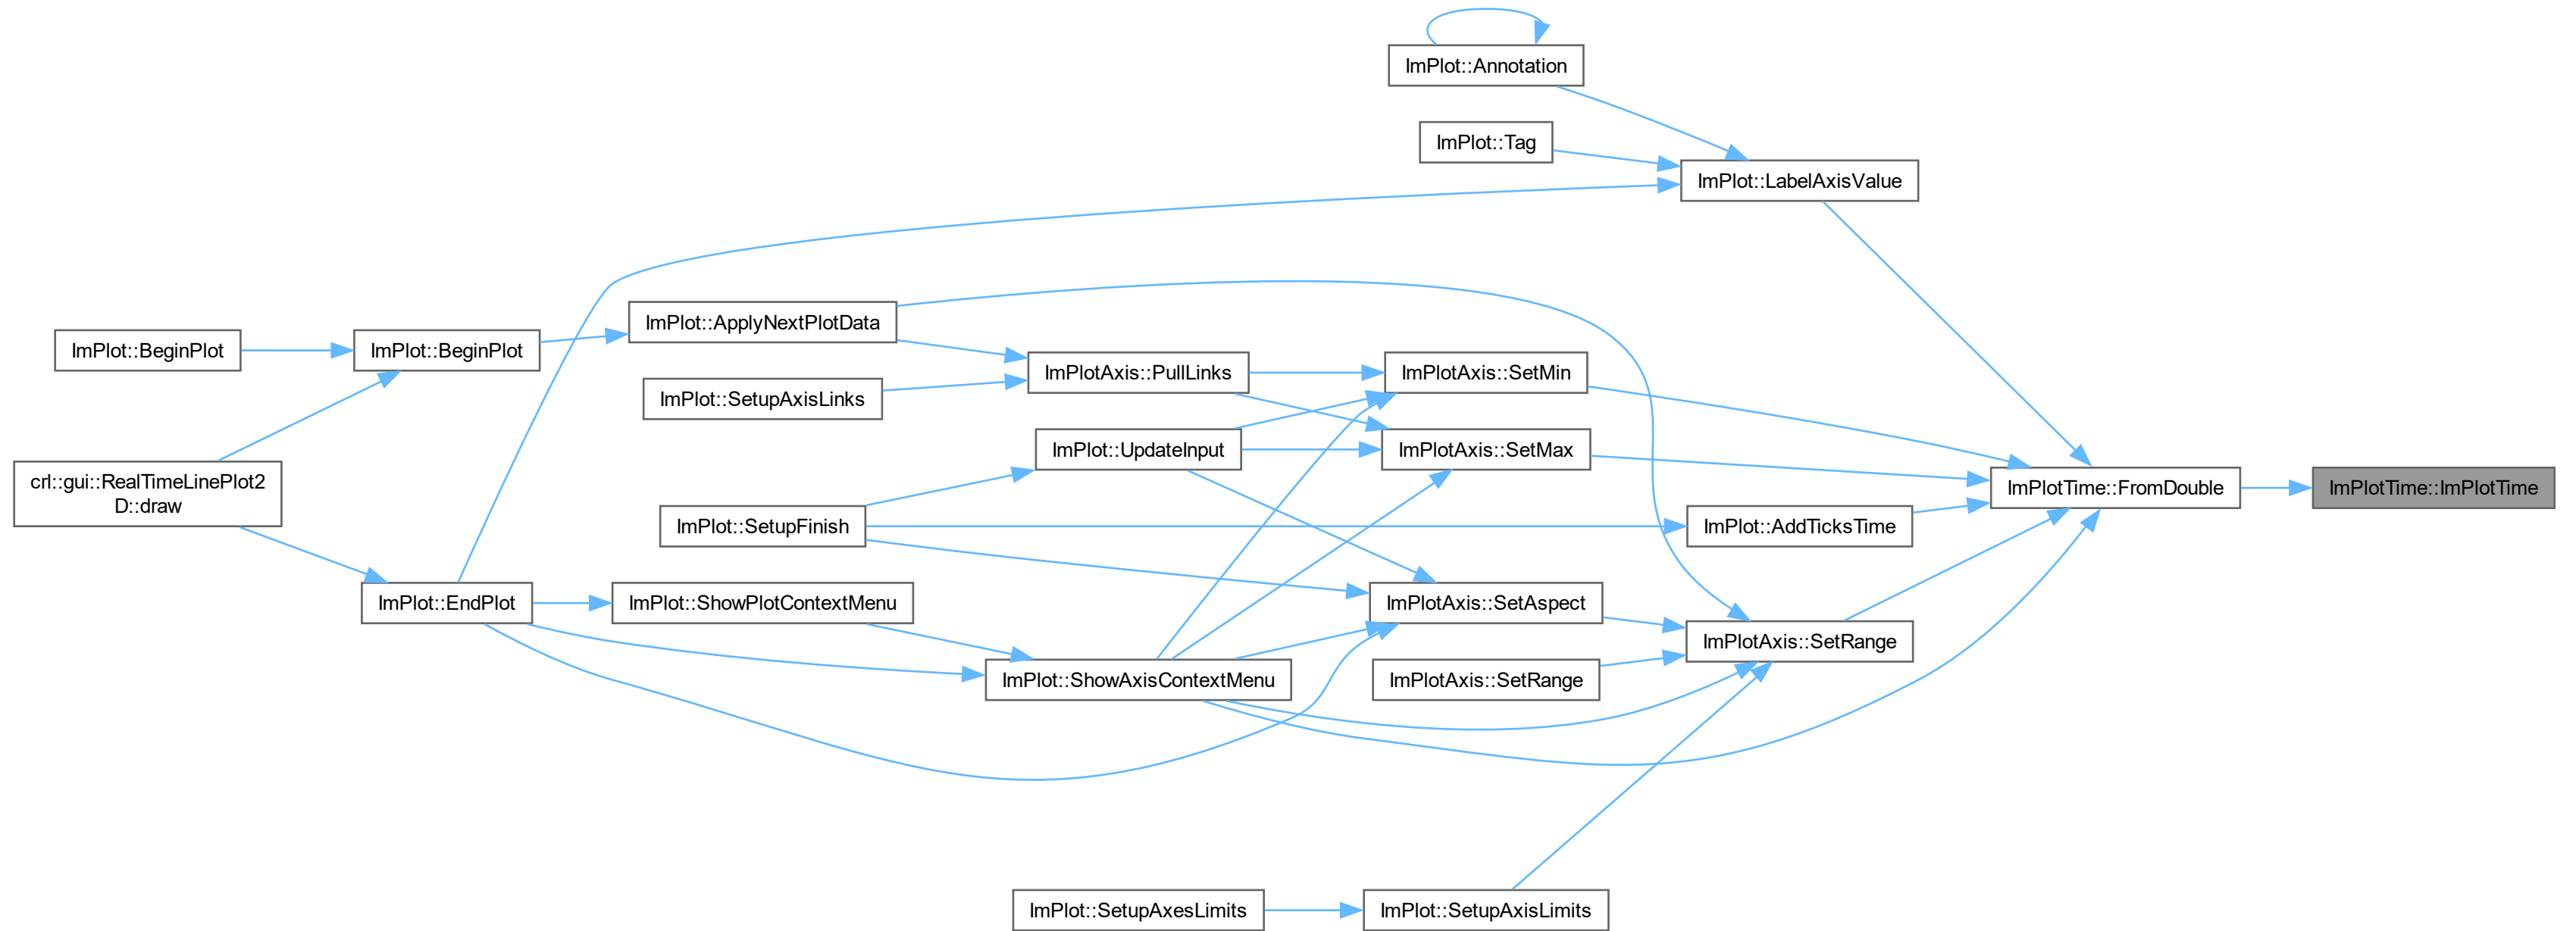 ImPlot::Annotation
ImPlot::Tag
ImPlot::LabelAxisValue
ImPlot::ApplyNextPlotData
ImPlot::BeginPlot
ImPlot::BeginPlot
ImPlotAxis::PullLinks
ImPlotAxis::SetMin
ImPlot::SetupAxisLinks
ImPlot::UpdateInput
ImPlotAxis::SetMax
crl::gui::RealTimeLinePlot2
D::draw
ImPlotTime::FromDouble
ImPlotTime::ImPlotTime
ImPlot::SetupFinish
ImPlot::AddTicksTime
ImPlot::EndPlot
ImPlot::ShowPlotContextMenu
ImPlotAxis::SetAspect
ImPlotAxis::SetRange
ImPlot::ShowAxisContextMenu
ImPlotAxis::SetRange
ImPlot::SetupAxesLimits
ImPlot::SetupAxisLimits